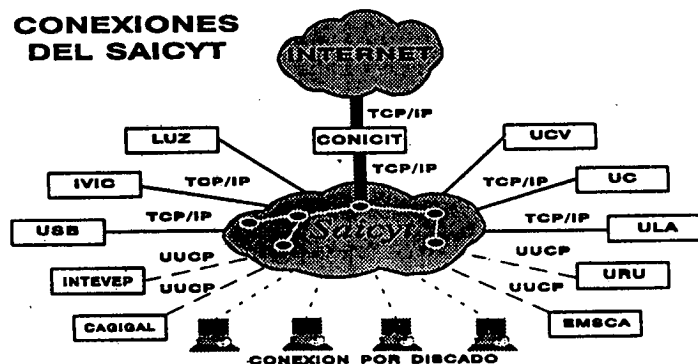 CONEXIONES
DEL SAICYT
INTERNET
TCP/IP
LUZ
CONICIT
UCV
TCP/IP
IVIC
TCP/IP
TCP/IP
UC
USB
TCP/IP
Saicyt
TCP/IP
ULA
UUCP
UUCP
INTEVEP
URU
UUCP
UUCP
CAGIGAL
EMSCA
CONEXION POR DISCADO